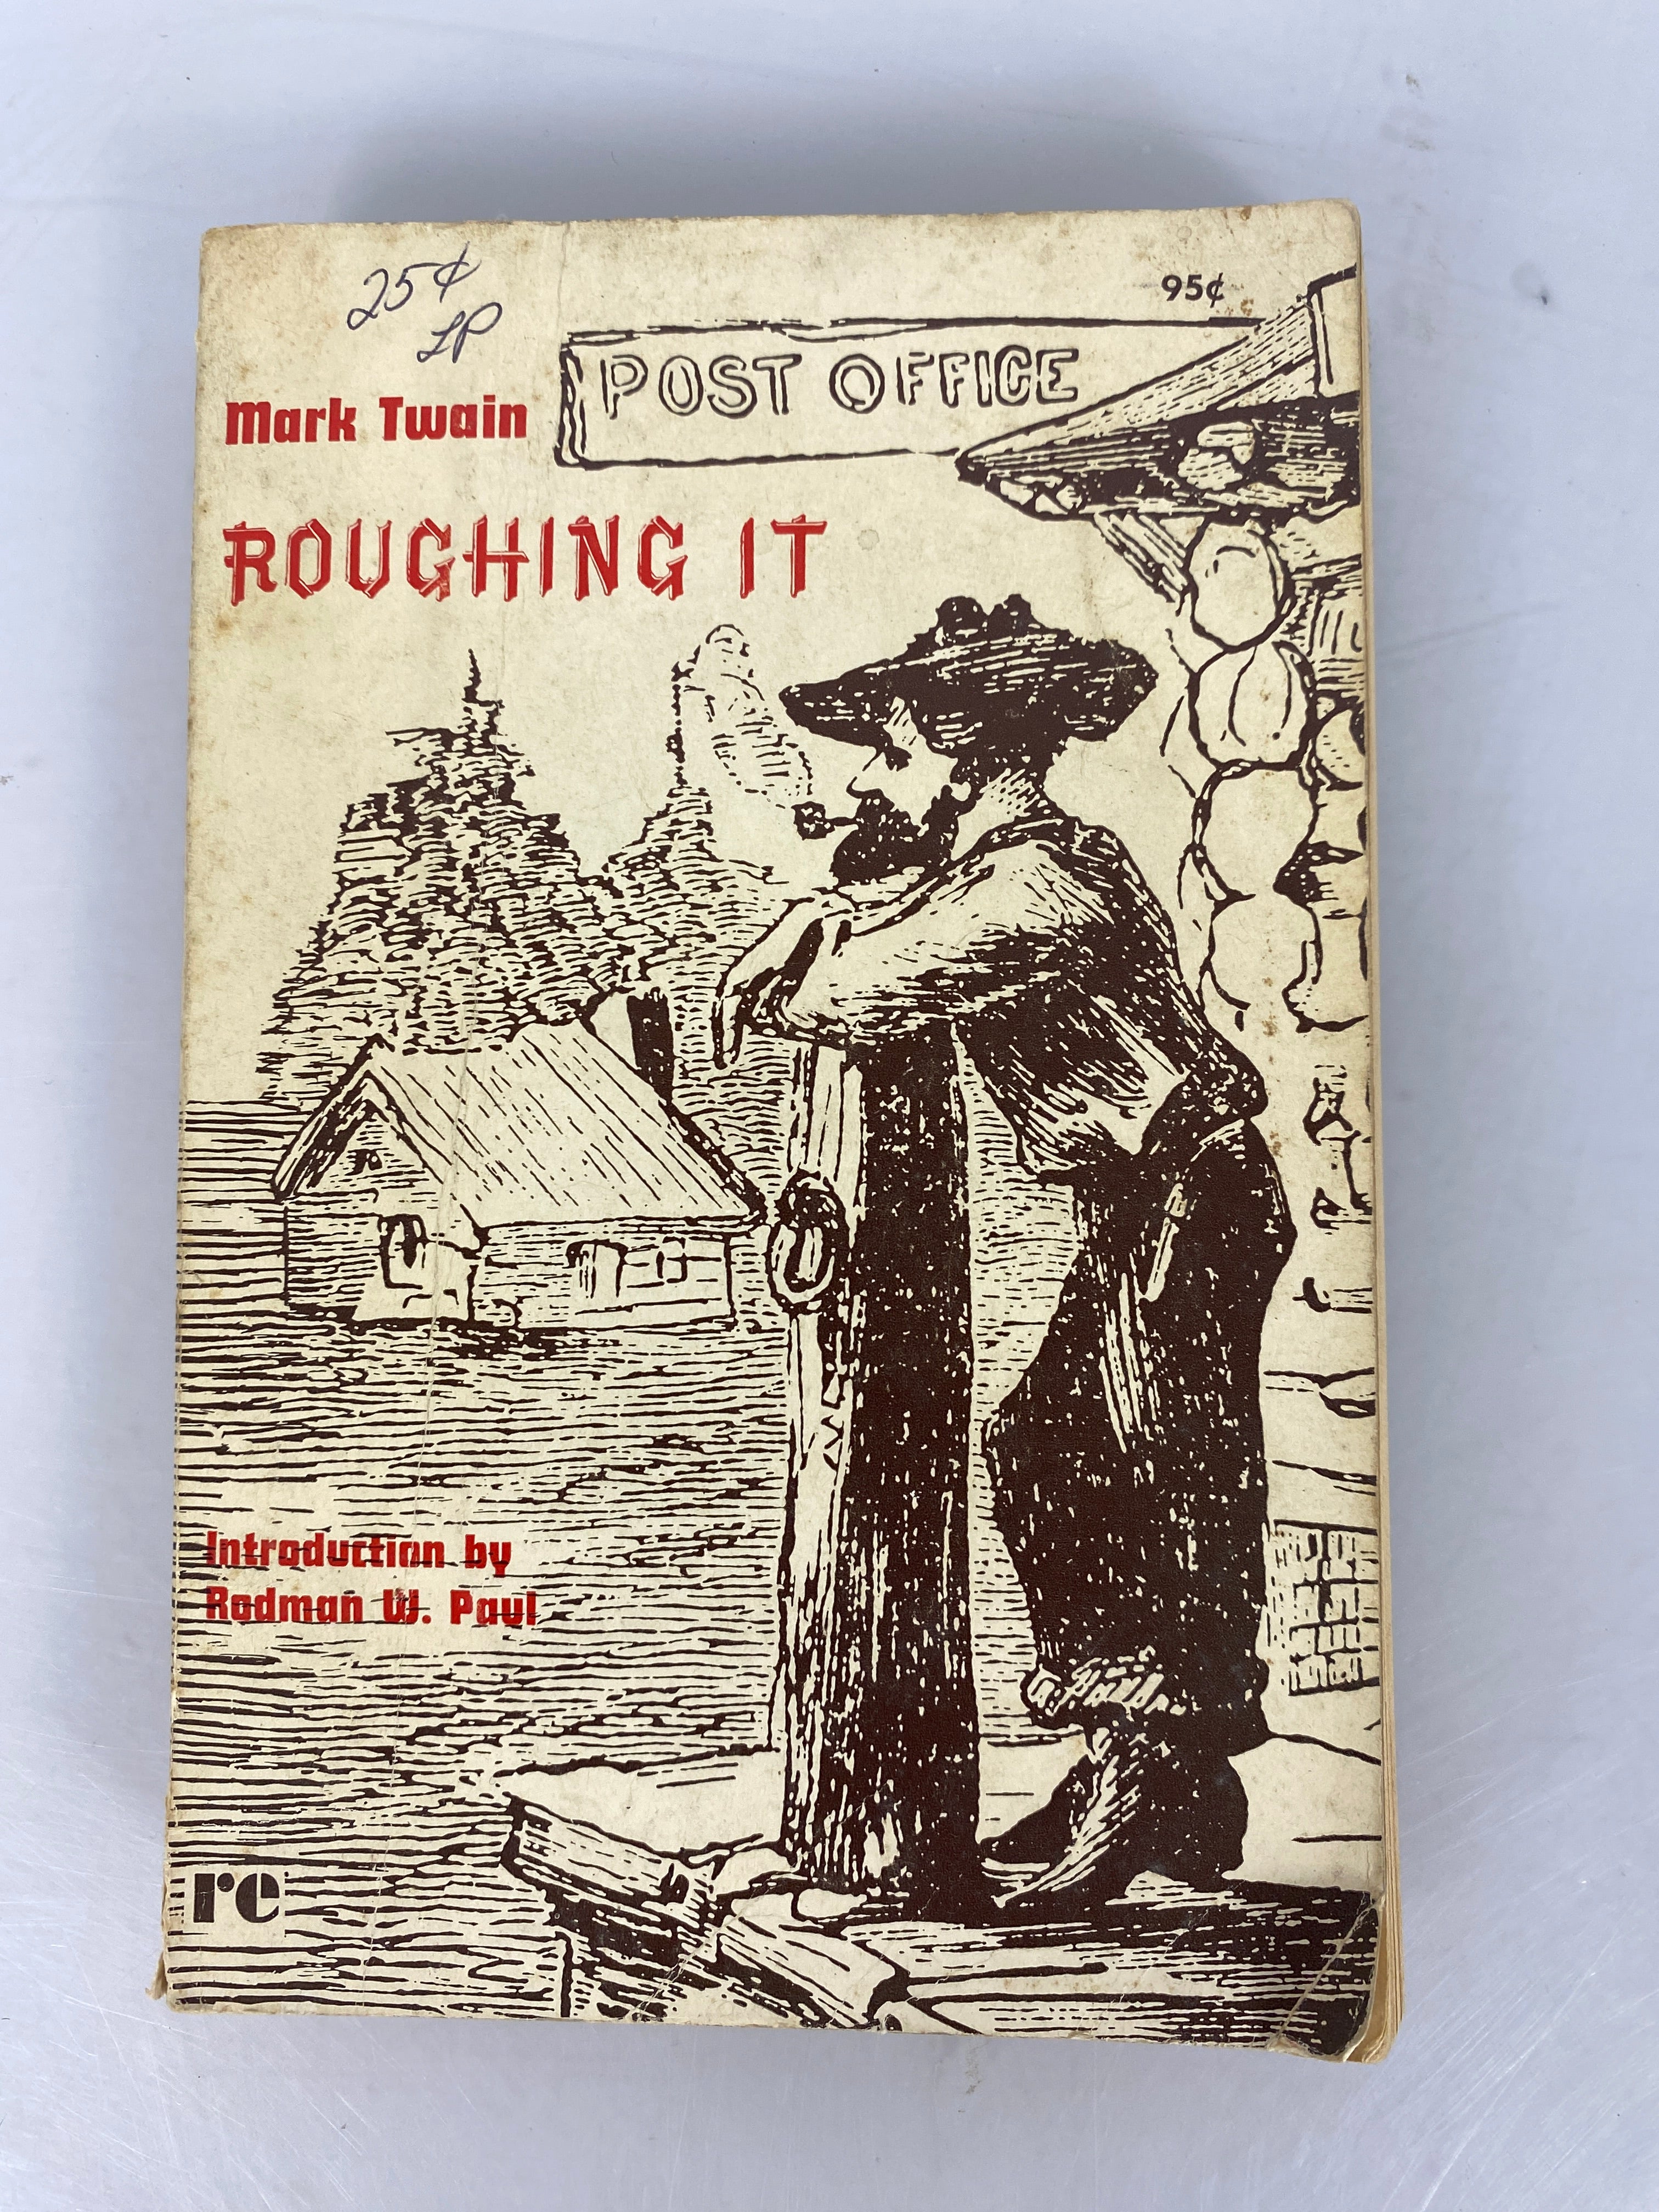 25¢
LP
95¢
POST OFFICE
Mark Twain
ROUGHING IT
Introduction by
Rodman W. Paul
re